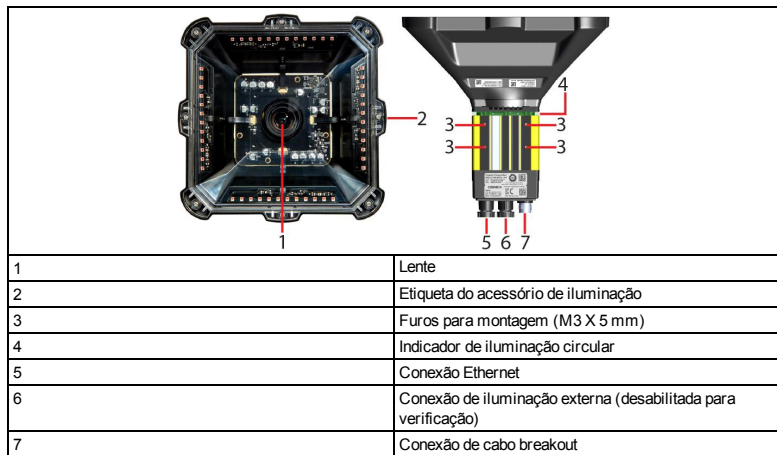 4
2
3
3
3
3
1
5 6 7
1 Lente
2 Etiqueta do acessório de iluminação
3 Furos para montagem (M3 X 5 mm)
4 Indicador de iluminação circular
5 Conexão Ethernet
6 Conexão de iluminação externa (desabilitada para
verificação)
7 Conexão de cabo breakout